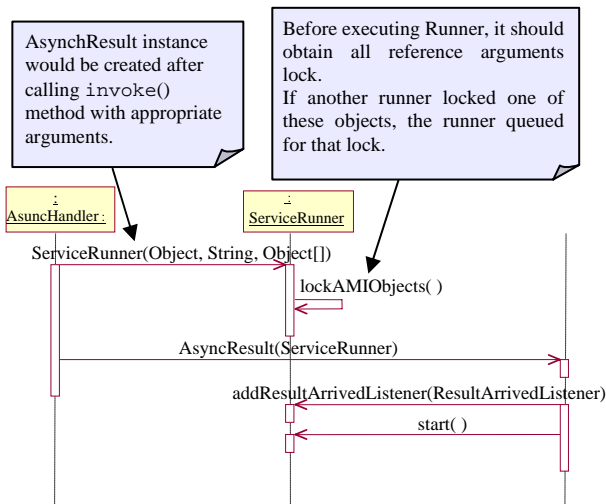 AsynchResult instance
would be created after
calling invoke()
method with appropriate
arguments.
Before executing Runner, it should
obtain all reference arguments
lock.
If another runner locked one of
these objects, the runner queued
for that lock.
:
AsuncHandler :
:
ServiceRunner
ServiceRunner(Object, String, Object[])
lockAMIObjects( )
AsyncResult(ServiceRunner)
addResultArrivedListener(ResultArrivedListener)
start( )